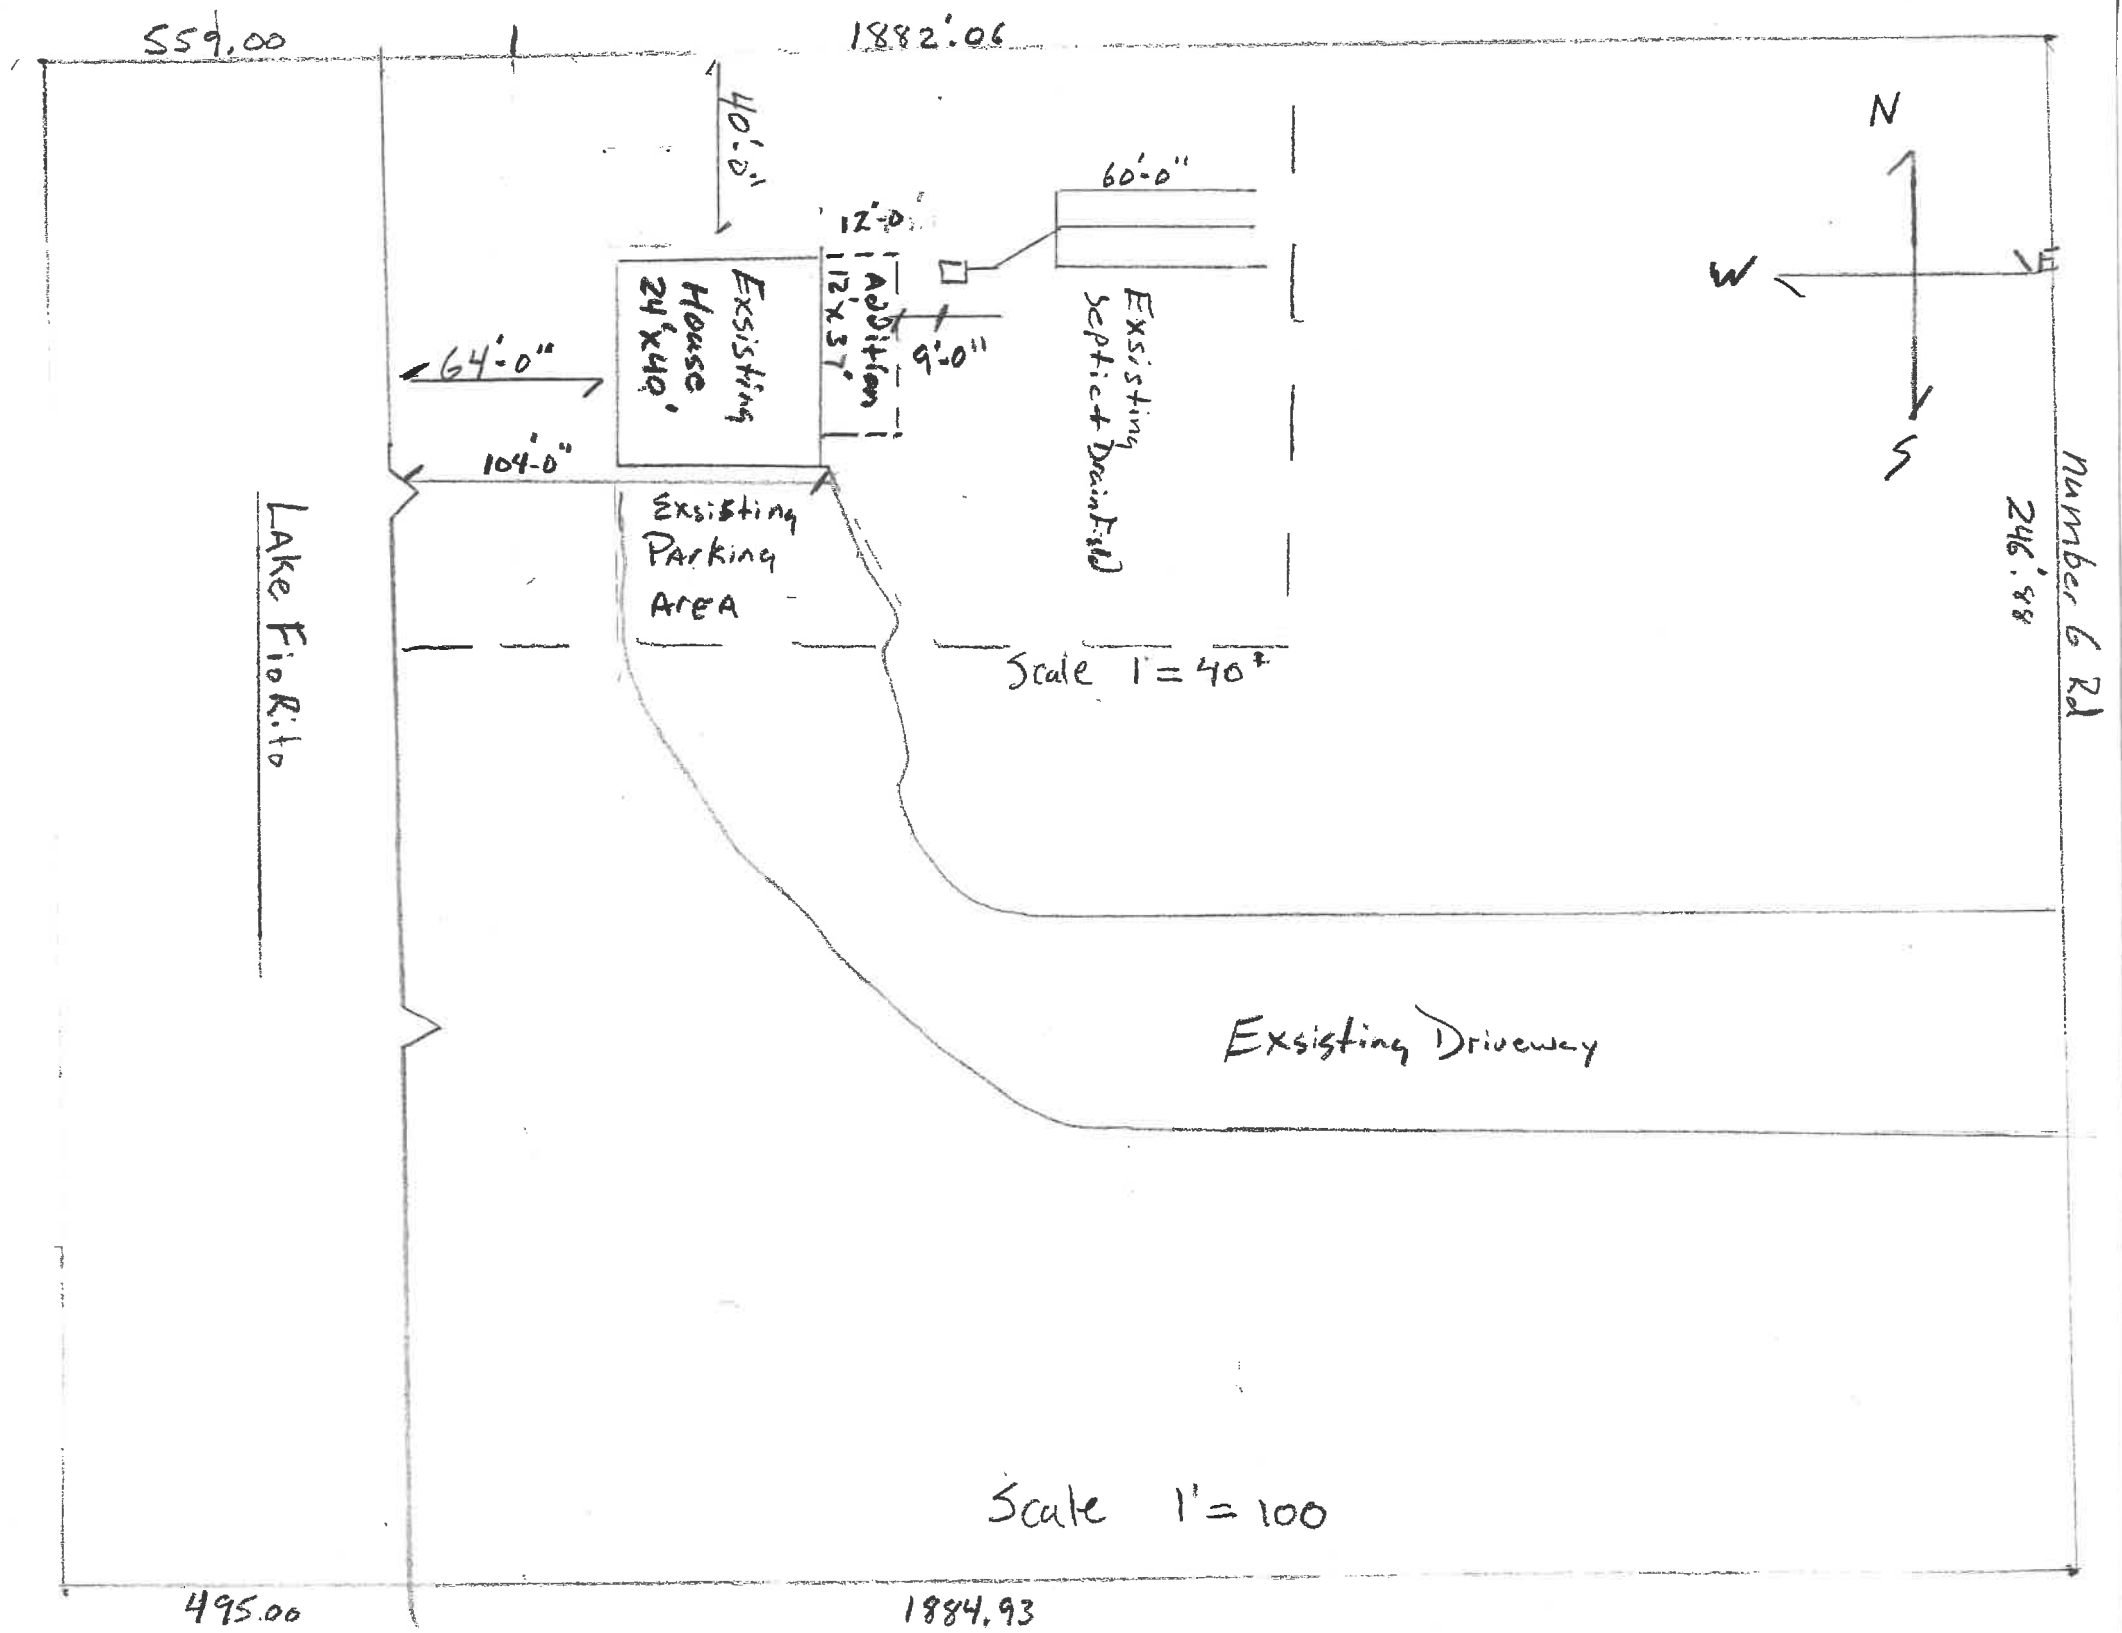 559.00
1882'.06
N
40'-0"
60'-0"
12'-0"
W
E
Exsisting
House
24'x40'
Addition
12'x37'
9'-0"
64'-0"
Exsisting
Septict Drainfield
S
104'-0"
Number 6 Rd
246'.88
Exsisting
Parking
Area
Lake FioRito
Scale 1" = 40'
Exsisting Driveway
Scale 1" = 100
495.00
1884.93